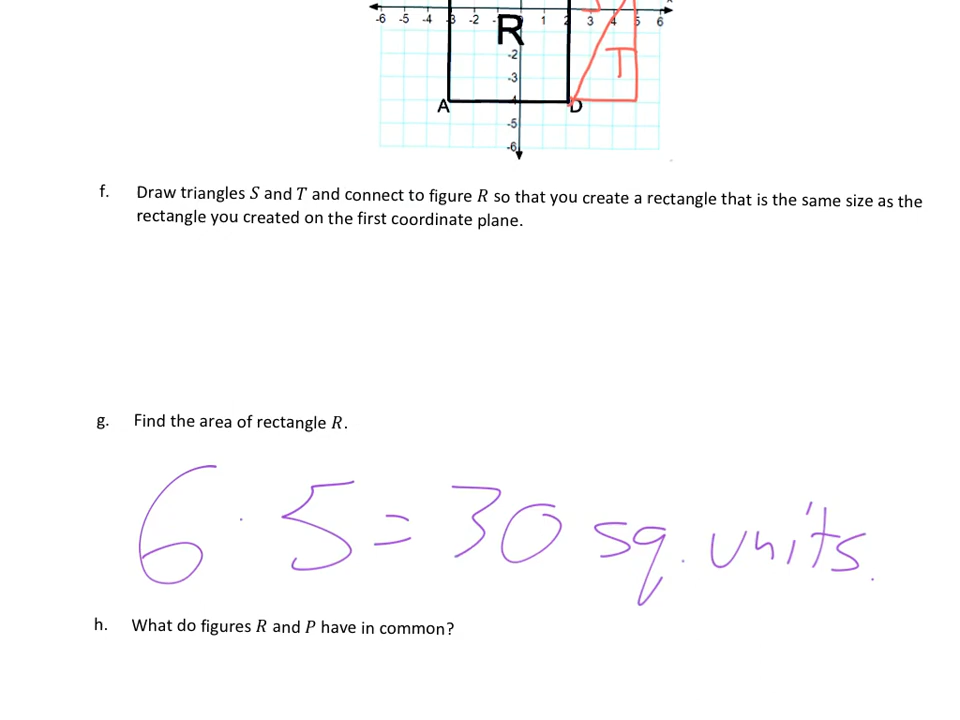 -6 -5 -4 -3 -2 - 1 2 3 4 5 6
R
-2
T
-3
A D
-5
-6
f. Draw triangles S and T and connect to figure R so that you create a rectangle that is the same size as the
rectangle you created on the first coordinate plane.
g. Find the area of rectangle R.
6 · 5 = 30 sq. units.
h. What do figures R and P have in common?